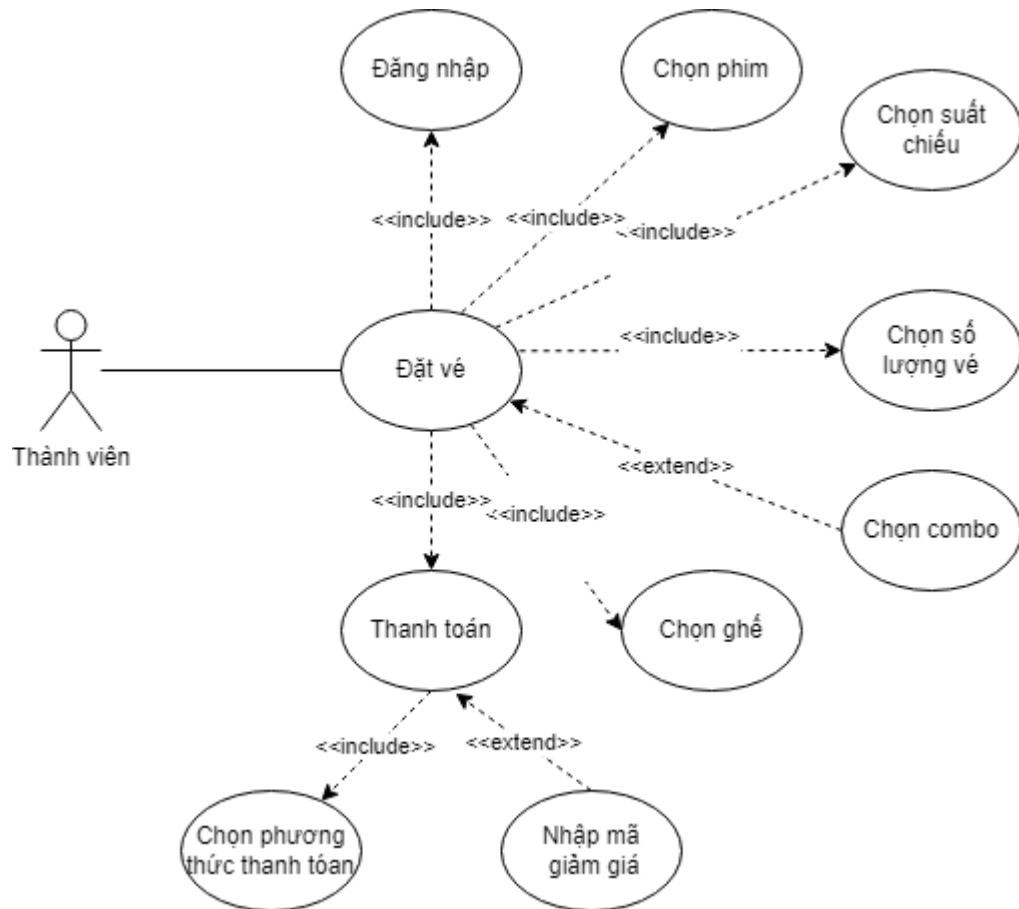 Đăng nhập
Chọn phim
Chọn suất
chiếu
<<include>>
<<include>>
<<include>>
Thành viên
Đặt vé
<<include>>
Chọn số
lượng vé
<<extend>>
Chọn combo
<<include>>
<<include>>
Thanh toán
Chọn ghế
<<include>>
<<extend>>
Chọn phương
thức thanh tóan
Nhập mã
giảm giá